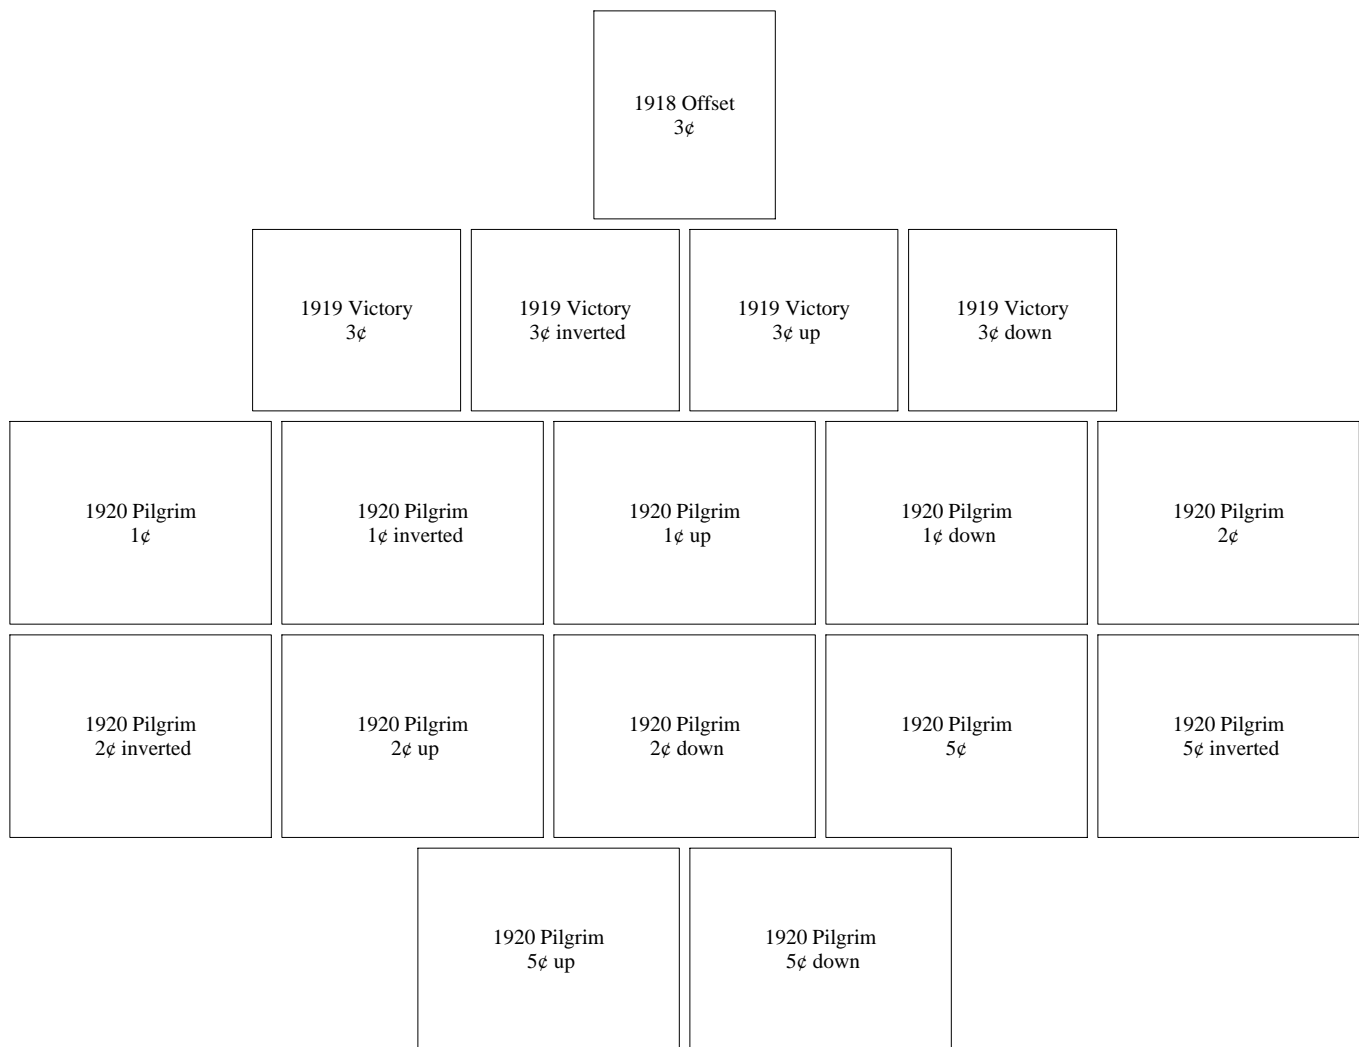 1918 Offset
3¢
1919 Victory
3¢
1919 Victory
3¢ inverted
1919 Victory
3¢ up
1919 Victory
3¢ down
1920 Pilgrim
1¢
1920 Pilgrim
1¢ inverted
1920 Pilgrim
1¢ up
1920 Pilgrim
1¢ down
1920 Pilgrim
2¢
1920 Pilgrim
2¢ inverted
1920 Pilgrim
2¢ up
1920 Pilgrim
2¢ down
1920 Pilgrim
5¢
1920 Pilgrim
5¢ inverted
1920 Pilgrim
5¢ up
1920 Pilgrim
5¢ down